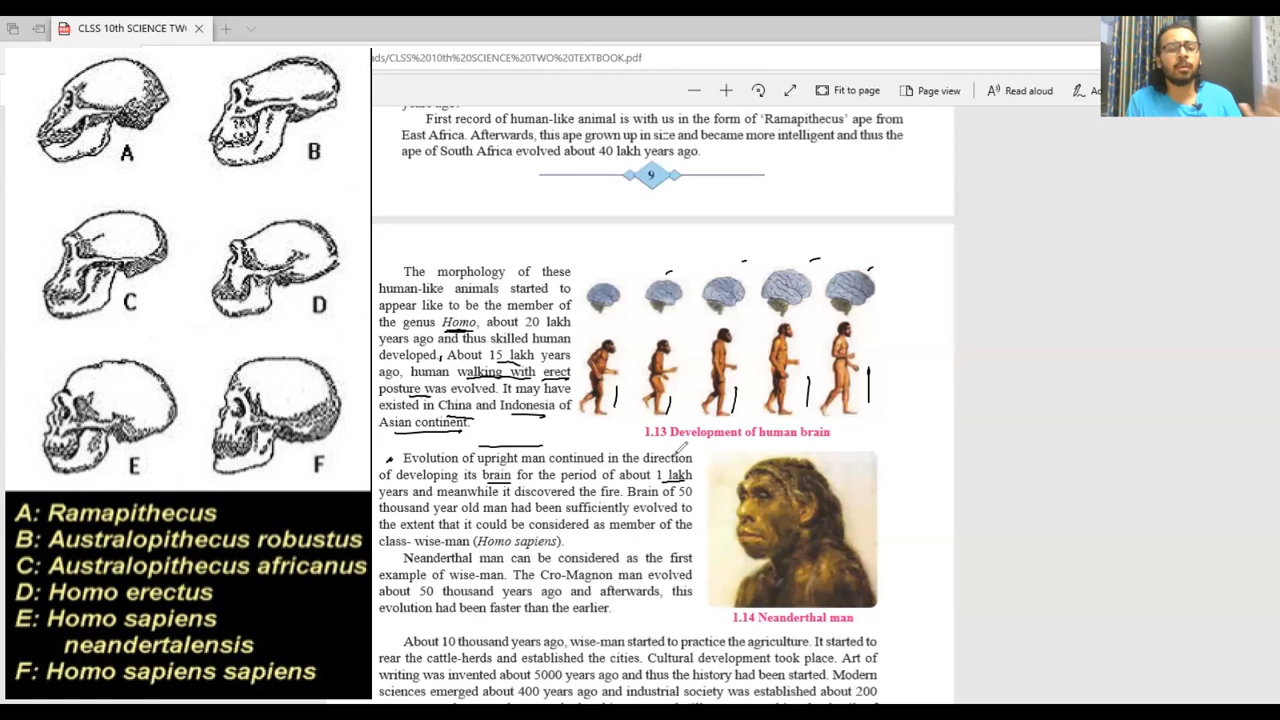 CLSS 10th SCIENCE TW
ds/CLSS%2010th%20SCIENCE%20TWO%20TEXTBOOK.pdf
Fit to page
Page view
Read aloud
years ago.
First record of human-like animal is with us in the form of ‘Ramapithecus’ ape from
East Africa. Afterwards, this ape grown up in size and became more intelligent and thus the
ape of South Africa evolved about 40 lakh years ago.
9
A
B
C
D
E
F
A: Ramapithecus
B: Australopithecus robustus
C: Australopithecus africanus
D: Homo erectus
E: Homo sapiens
neandertalensis
F: Homo sapiens sapiens
The morphology of these
human-like animals started to
appear like to be the member of
the genus Homo, about 20 lakh
years ago and thus skilled human
developed. About 15 lakh years
ago, human walking with erect
posture was evolved. It may have
existed in China and Indonesia of
Asian continent.
1.13 Development of human brain
Evolution of upright man continued in the direction
of developing its brain for the period of about 1 lakh
years and meanwhile it discovered the fire. Brain of 50
thousand year old man had been sufficiently evolved to
the extent that it could be considered as member of the
class- wise-man (Homo sapiens).
Neanderthal man can be considered as the first
example of wise-man. The Cro-Magnon man evolved
about 50 thousand years ago and afterwards, this
evolution had been faster than the earlier.
1.14 Neanderthal man
About 10 thousand years ago, wise-man started to practice the agriculture. It started to
rear the cattle-herds and established the cities. Cultural development took place. Art of
writing was invented about 5000 years ago and thus the history had been started. Modern
sciences emerged about 400 years ago and industrial society was established about 200